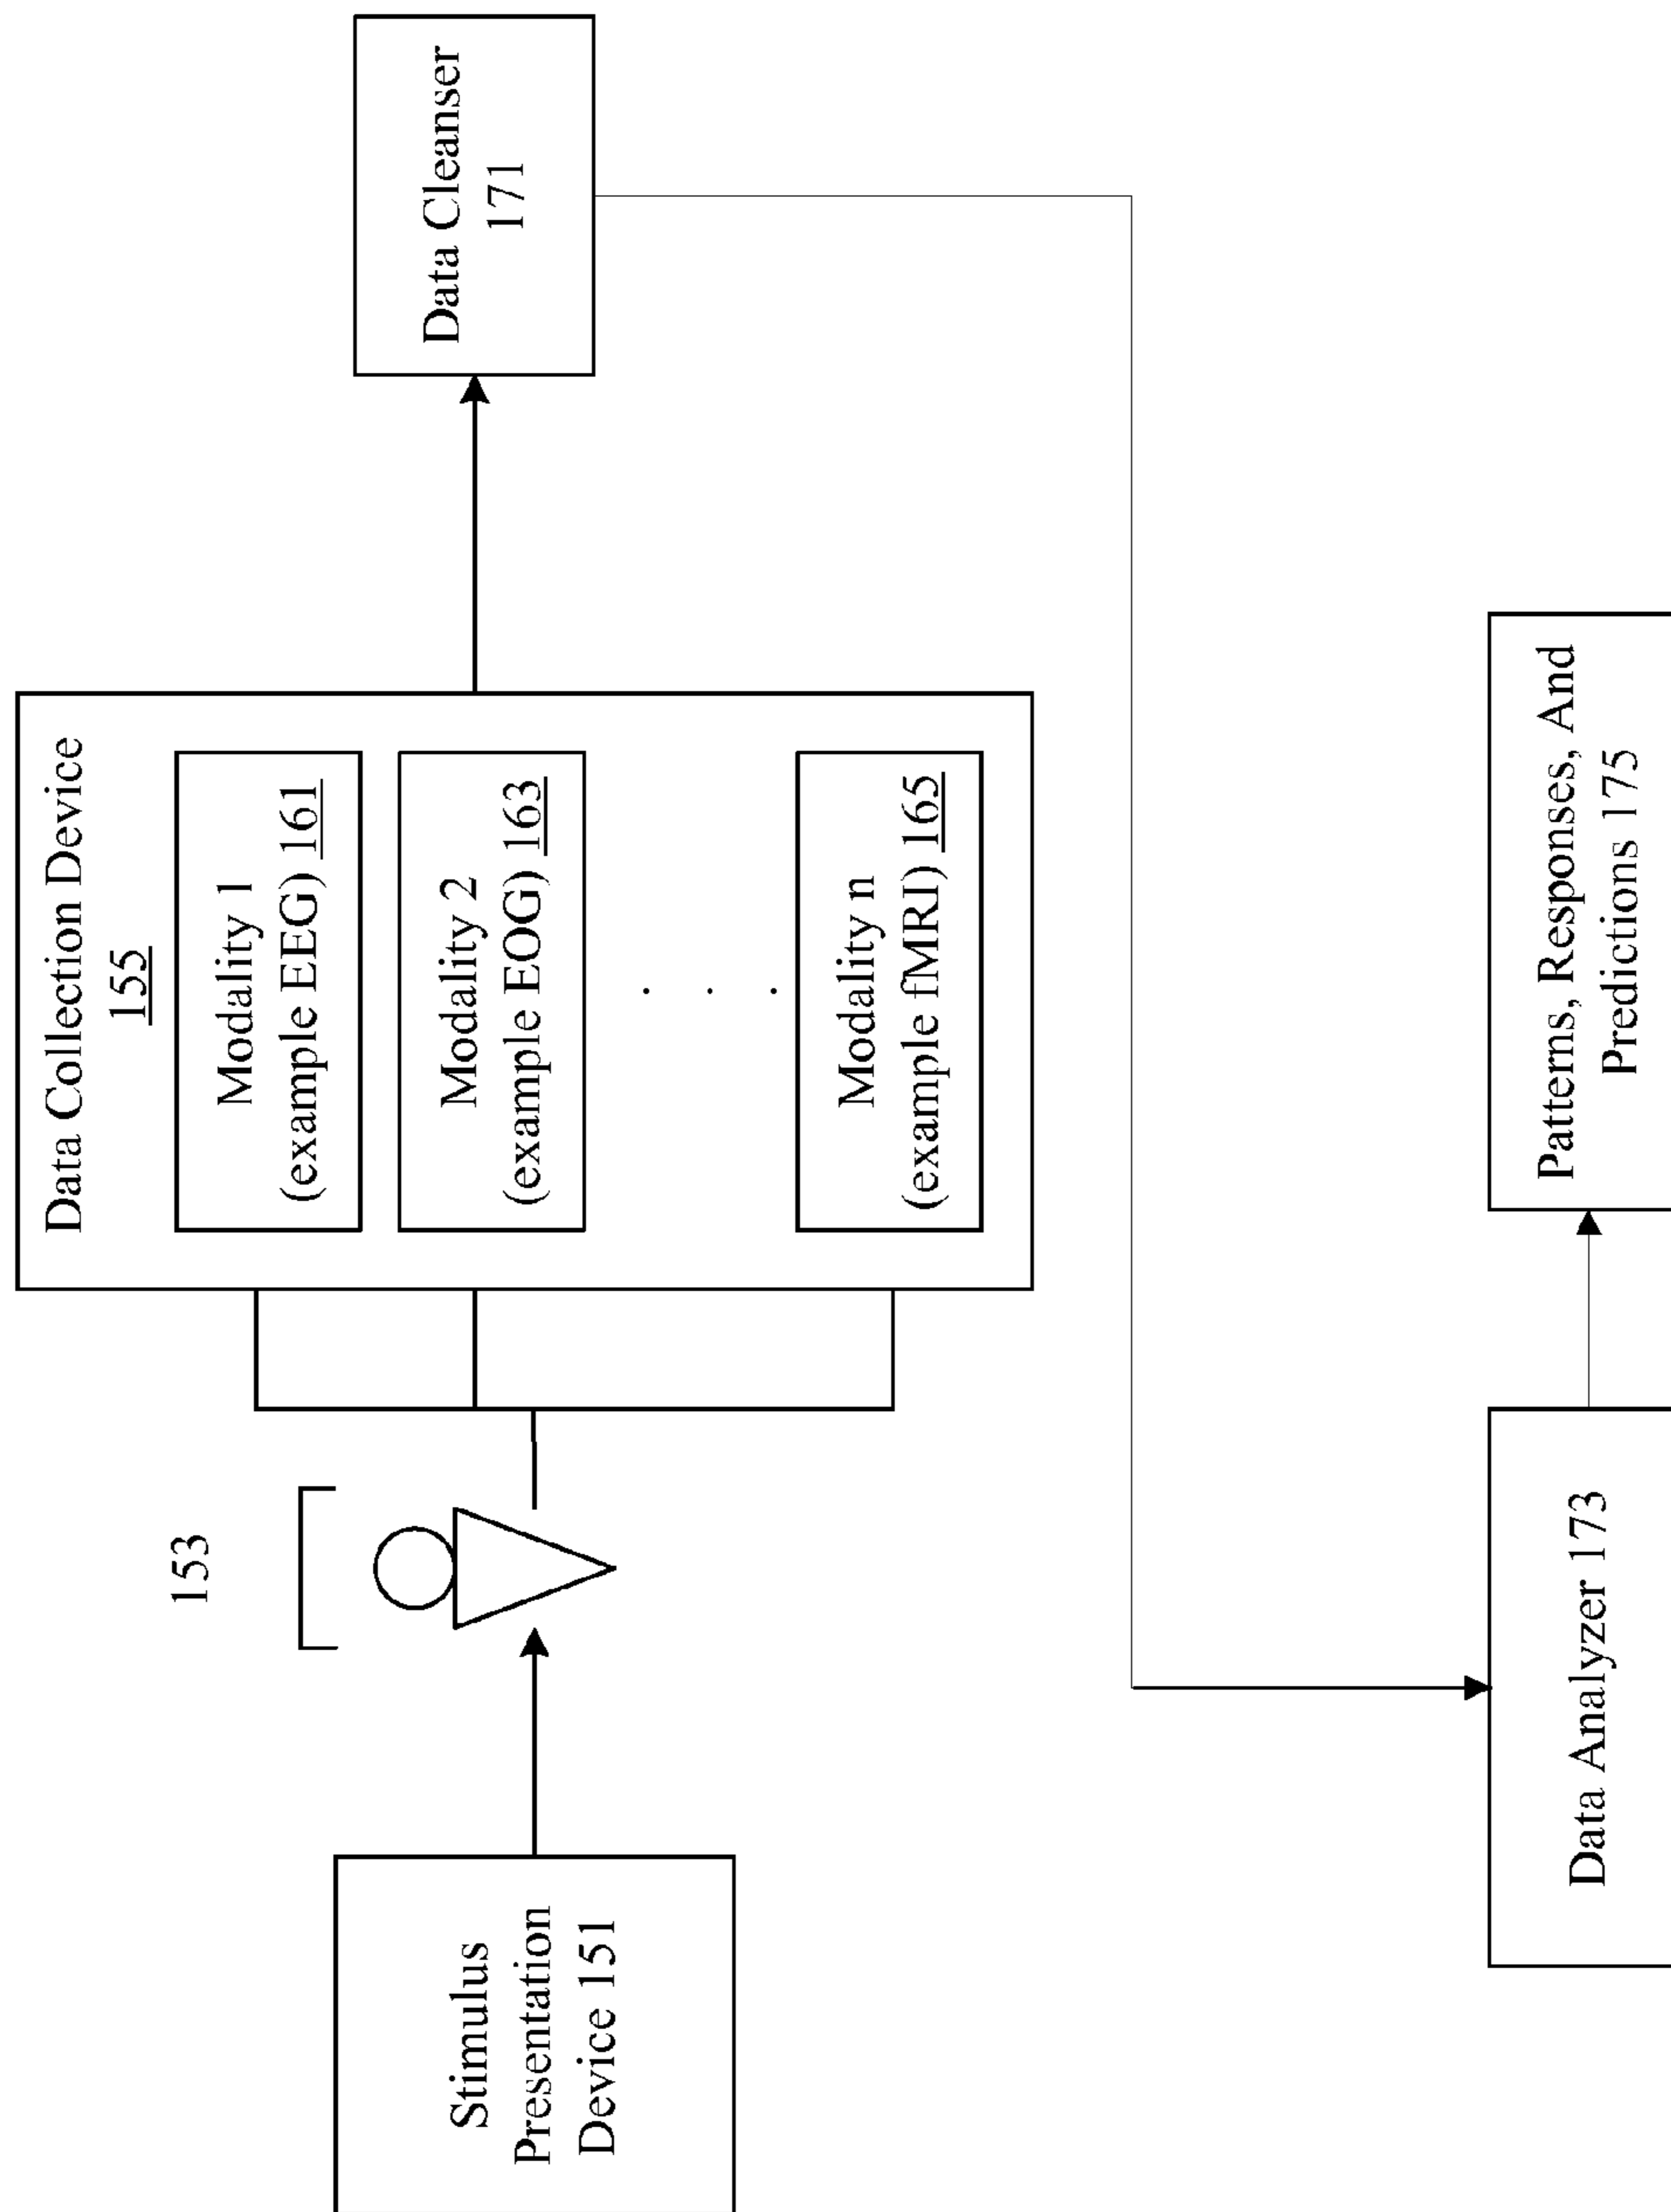 Stimulus
Presentation
Device 151
153
Data Collection Device
155
Modality 1
(example EEG) 161
Modality 2
(example EOG) 163
.
.
.
Modality n
(example fMRI) 165
Data Cleanser
171
Data Analyzer 173
Patterns, Responses, And
Predictions 175